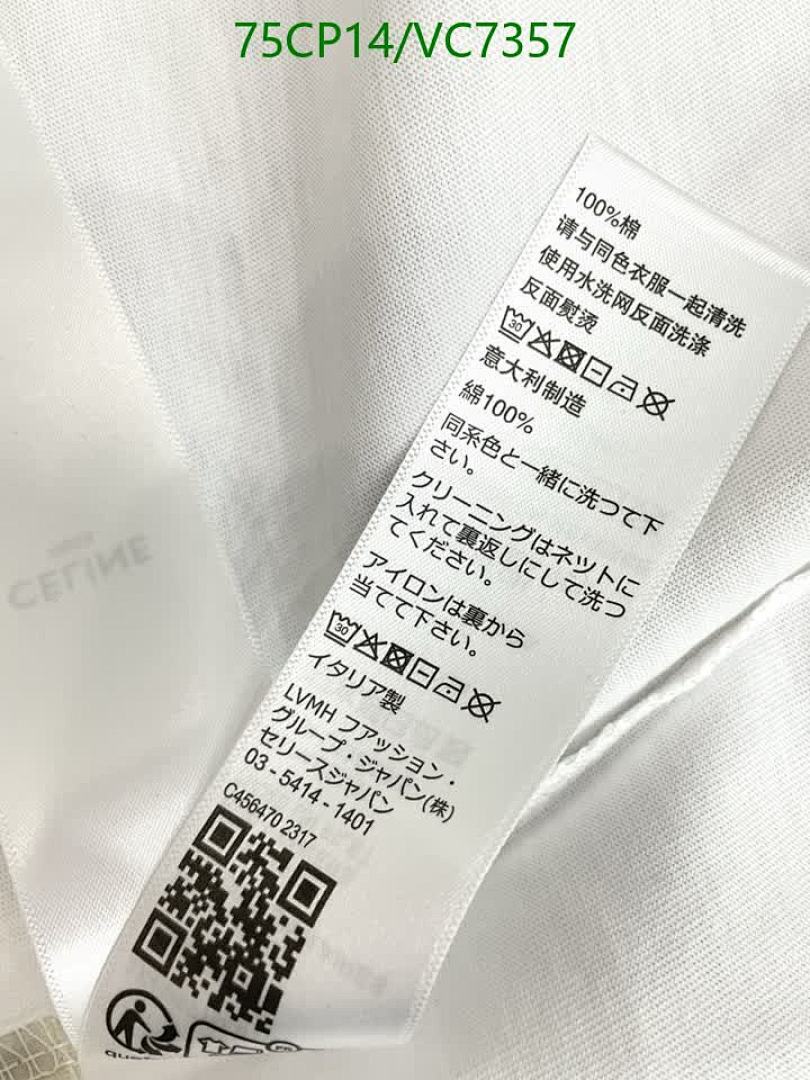 75CP14/VC7357
100%棉
请与同色衣服一起清洗
使用水洗网反面洗涤
反面熨烫
30
意大利制造
綿100%
同系色と一緒に洗つて下
さい。
クリーニングはネットに
入れて裏返しにして洗つ
てください。
アイロンは裏から
当てて下さい。
30
イタリア製
LVMH フアッション・
グループ・ジャパン(株)
セリースジャパン
03-5414-1401
C456470 2317
CELINE